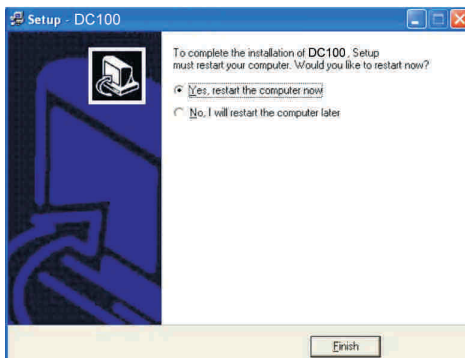 Setup - DC100
To complete the installation of DC100, Setup
must restart your computer. Would you like to restart now?
Yes, restart the computer now
No, I will restart the computer later
Finish